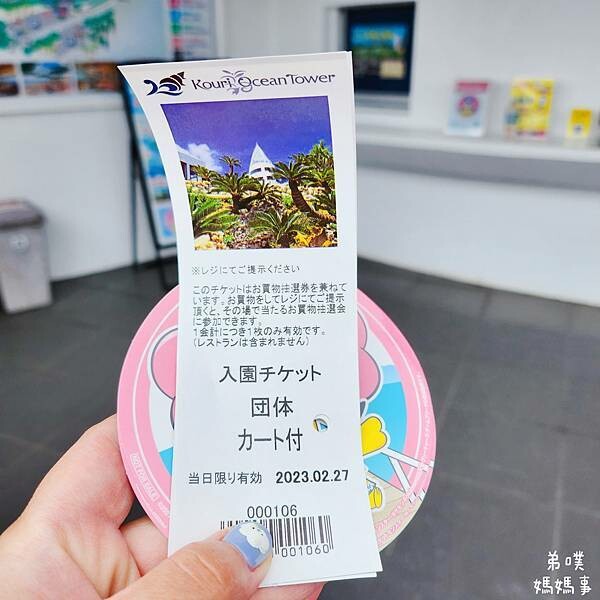 Kouri Ocean Tower
※レジにてご提示ください
このチケットはお買物抽選券を兼ねて
います。お買物をしてレジにてご提示
頂くと、その場で当たるお買物抽選会
に参加できます。
1会計につき1枚のみ有効です。
(レストランは含まれません)
入園チケット
団体
カート付
当日限り有効 2023.02.27
000106
001060
NOT FOR SALE
弟噗
媽媽事